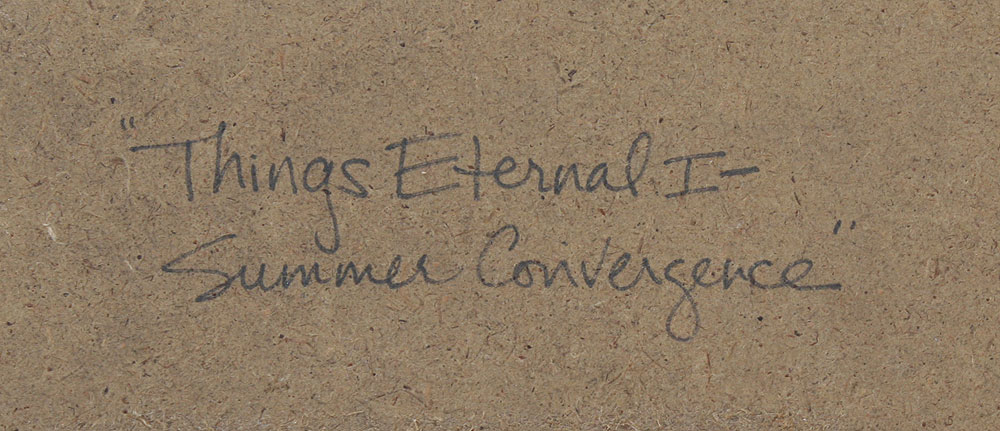 "Things Eternal I-
Summer Convergence"